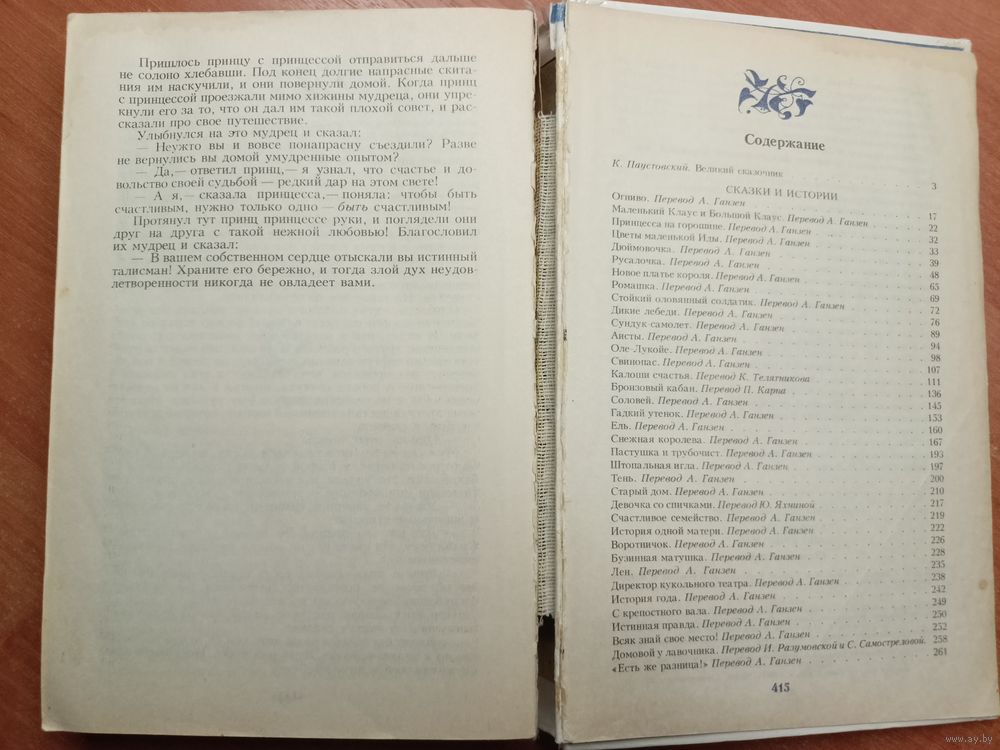 Пришлось принцу с принцессой отправиться дальше
не солоно хлебавши. Под конец долгие напрасные скита-
ния им наскучили, и они повернули домой. Когда принц
с принцессой проезжали мимо хижины мудреца, они упре-
кнули его за то, что он дал им такой плохой совет, и рас-
сказали про свое путешествие.
Улыбнулся на это мудрец и сказал:
— Неужто вы и вовсе понапрасну съездили? Разве
не вернулись вы домой умудренные опытом?
— Да,— ответил принц,— я узнал, что счастье и до-
вольство своей судьбой — редкий дар на этом свете!
— А я,— сказала принцесса,— поняла: чтобы быть
счастливым, нужно только одно — быть счастливым!
Протянул тут принц принцессе руки, и поглядели они
друг на друга с такой нежной любовью! Благословил
их мудрец и сказал:
— В вашем собственном сердце отыскали вы истинный
талисман! Храните его бережно, и тогда злой дух неудов-
летворенности никогда не овладеет вами.
Содержание
К. Паустовский. Великий сказочник 3
СКАЗКИ И ИСТОРИИ
Огниво. Перевод А. Ганзен 17
Маленький Клаус и Большой Клаус. Перевод А. Ганзен 22
Принцесса на горошине. Перевод А. Ганзен 32
Цветы маленькой Иды. Перевод А. Ганзен 33
Дюймовочка. Перевод А. Ганзен 39
Русалочка. Перевод А. Ганзен 48
Новое платье короля. Перевод А. Ганзен 65
Ромашка. Перевод А. Ганзен 69
Стойкий оловянный солдатик. Перевод А. Ганзен 72
Дикие лебеди. Перевод А. Ганзен 76
Сундук-самолет. Перевод А. Ганзен 89
Аисты. Перевод А. Ганзен 94
Оле-Лукойе. Перевод А. Ганзен 98
Свинопас. Перевод А. Ганзен 107
Калоши счастья. Перевод К. Телятникова 111
Бронзовый кабан. Перевод П. Карпа 136
Соловей. Перевод А. Ганзен 145
Гадкий утенок. Перевод А. Ганзен 153
Ель. Перевод А. Ганзен 160
Снежная королева. Перевод А. Ганзен 167
Пастушка и трубочист. Перевод А. Ганзен 193
Штопальная игла. Перевод А. Ганзен 197
Тень. Перевод А. Ганзен 200
Старый дом. Перевод А. Ганзен 210
Девочка со спичками. Перевод Ю. Яхниной 217
Счастливое семейство. Перевод А. Ганзен 219
История одной матери. Перевод А. Ганзен 222
Воротничок. Перевод А. Ганзен 226
Бузинная матушка. Перевод А. Ганзен 228
Лен. Перевод А. Ганзен 235
Директор кукольного театра. Перевод А. Ганзен 238
История года. Перевод А. Ганзен 242
С крепостного вала. Перевод А. Ганзен 249
Истинная правда. Перевод А. Ганзен 250
Всяк знай свое место! Перевод А. Ганзен 252
Домовой у лавочника. Перевод И. Разумовской и С. Самостреловой. 258
«Есть же разница!» Перевод А. Ганзен 261
415
www.ay.by